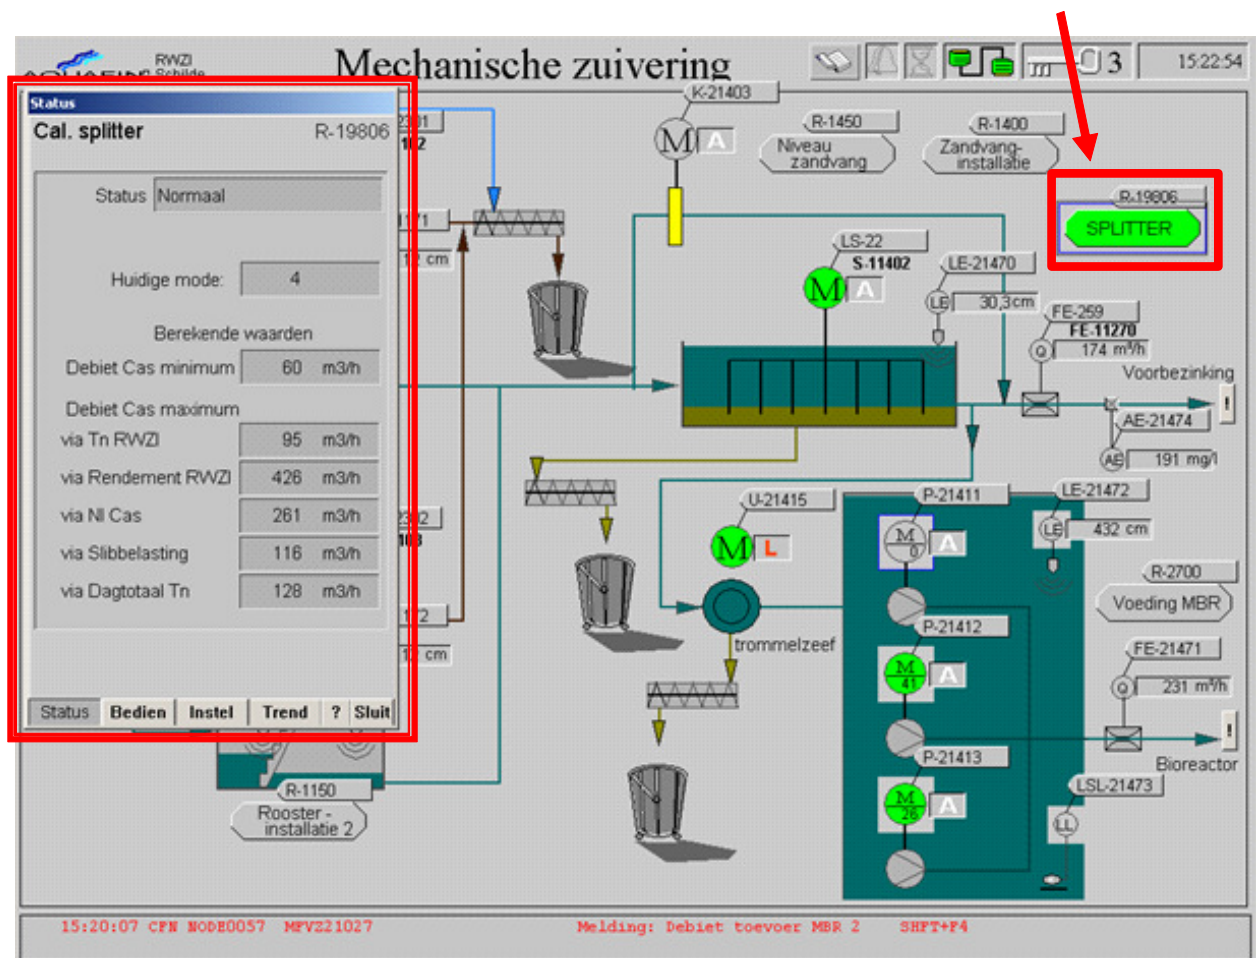 RWZI
Schilde
Mechanische zuivering
3
15:22:54
Status
Cal. splitter R-19806
Status Normaal
Huidige mode: 4
Berekende waarden
Debiet Cas minimum 60 m3/h
Debiet Cas maximum
via Tn RWZI 95 m3/h
via Rendement RWZI 426 m3/h
via NI Cas 261 m3/h
via Slibbelasting 116 m3/h
via Dagtotaal Tn 128 m3/h
Status Bedien Instel Trend ? Sluit
K-21403
M A
R-1450
Niveau
zandvang
R-1400
Zandvang-
installatie
R-19806
SPLITTER
LS-22
S-11402
M A
LE-21470
LE 30,3cm
FE-259
FE-11270
Q 174 m³/h
Voorbezinking
AE-21474
AE 191 mg/l
cm
U-21415
M L
trommelzeef
P-21411
M
0
A
LE-21472
LE 432 cm
P-21412
M
41
A
R-2700
Voeding MBR
FE-21471
Q 231 m³/h
Bioreactor
P-21413
M
26
A
LSL-21473
LL
cm
R-1150
Rooster-
installatie 2
15:20:07 CFN NODE0057 MFVZ21027 Melding: Debiet toevoer MBR 2 SHFT+F4